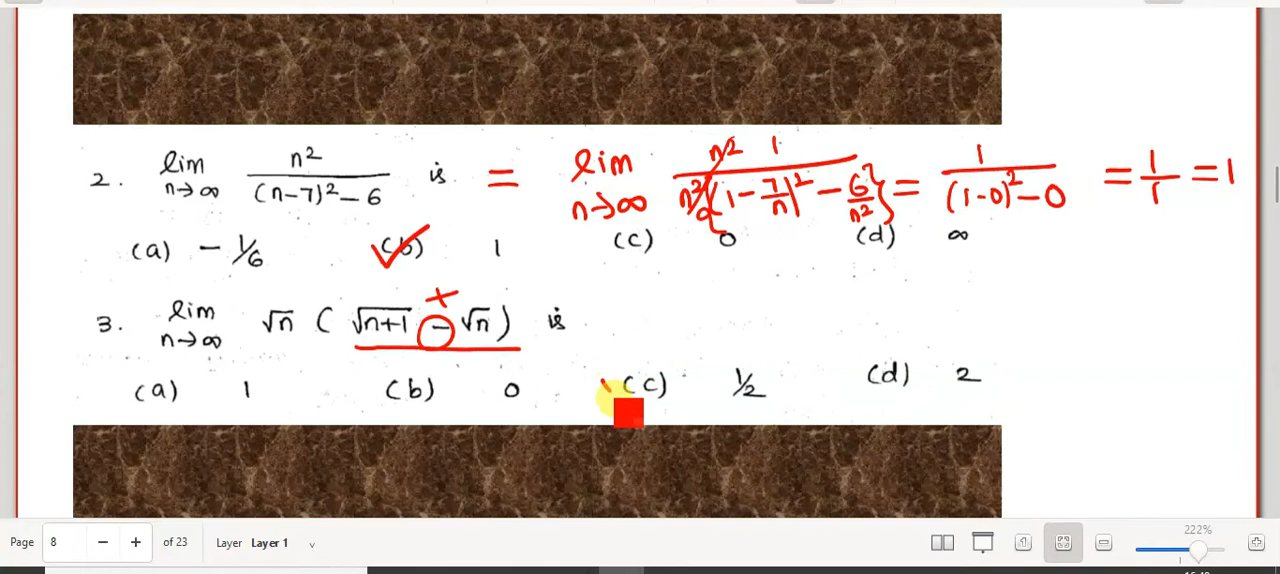 2. lim n→∞ n² / (n-7)² - 6 is = lim n→∞ n² 1 / n² {(1 - 7/n)² - 6/n²} = 1 / (1-0)² - 0 = 1/1 = 1
(a) - 1/6 (b) 1 (c) 0 (d) ∞
+
3. lim n→∞ √n ( √n+1 - √n ) is
(a) 1 (b) 0 (c) 1/2 (d) 2
Page 8 - + of 23 Layer Layer 1 222%